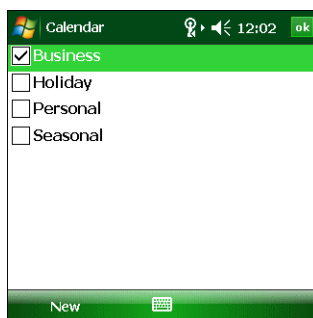 Calendar 12:02 ok
Business
Holiday
Personal
Seasonal
New